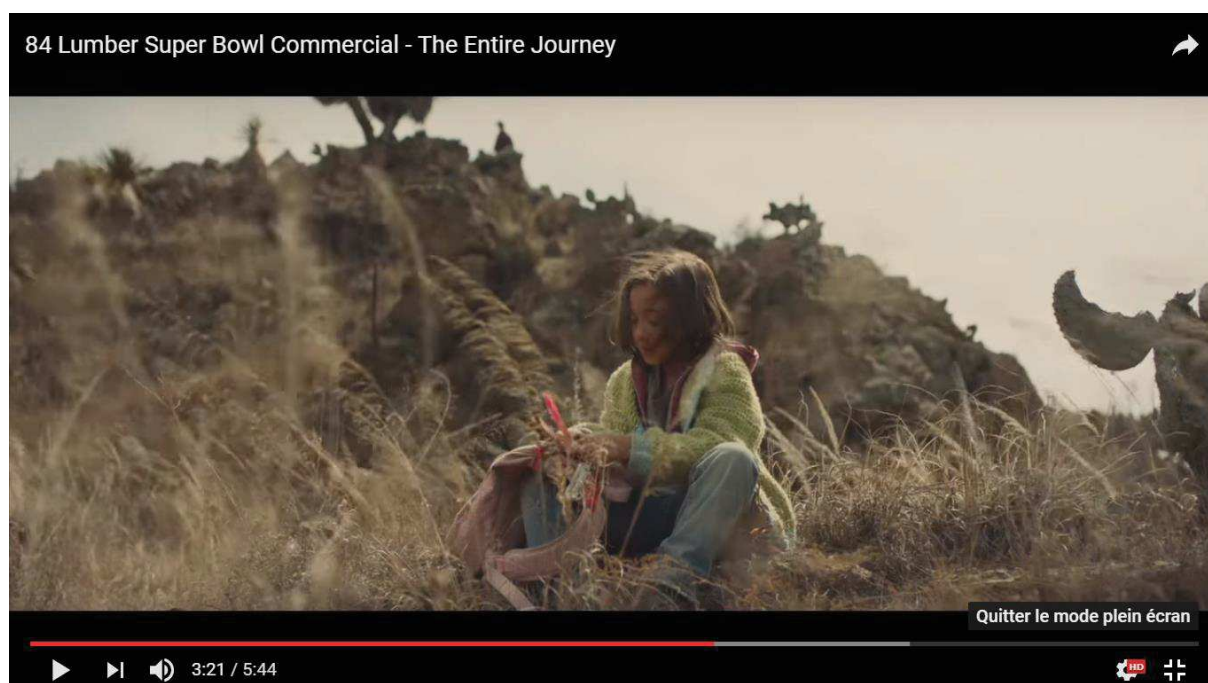 84 Lumber Super Bowl Commercial - The Entire Journey
Quitter le mode plein écran
3:21 / 5:44
HD